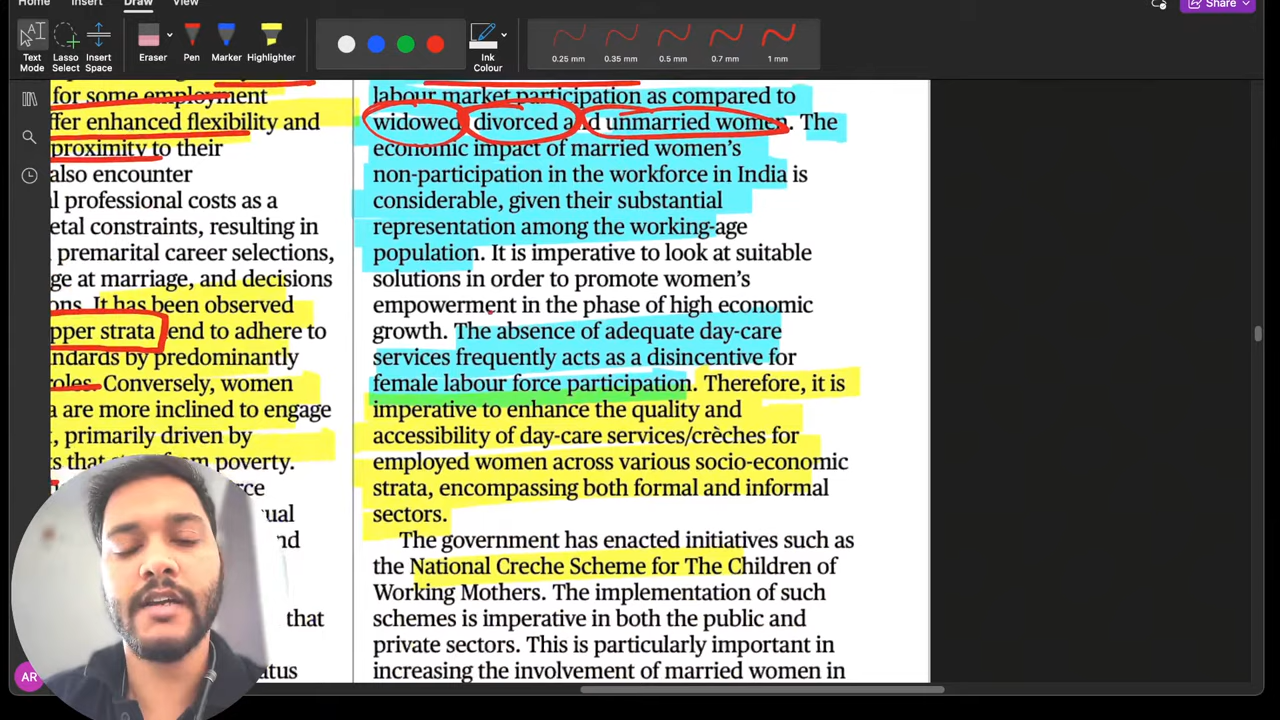 Home Insert Draw View
Share
Text Mode
Lasso Select
Insert Space
Eraser
Pen
Marker
Highlighter
Ink Colour
0.25 mm
0.35 mm
0.5 mm
0.7 mm
1 mm
for some employment
ffer enhanced flexibility and
proximity to their
also encounter
l professional costs as a
etal constraints, resulting in
premarital career selections,
ge at marriage, and decisions
ons. It has been observed
pper strata tend to adhere to
andards by predominantly
roles. Conversely, women
a are more inclined to engage
t, primarily driven by
ts that stem from poverty.
rce
ual
nd
that
atus
labour market participation as compared to
widowed, divorced and unmarried women. The
economic impact of married women's
non-participation in the workforce in India is
considerable, given their substantial
representation among the working-age
population. It is imperative to look at suitable
solutions in order to promote women's
empowerment in the phase of high economic
growth. The absence of adequate day-care
services frequently acts as a disincentive for
female labour force participation. Therefore, it is
imperative to enhance the quality and
accessibility of day-care services/crèches for
employed women across various socio-economic
strata, encompassing both formal and informal
sectors.
The government has enacted initiatives such as
the National Creche Scheme for The Children of
Working Mothers. The implementation of such
schemes is imperative in both the public and
private sectors. This is particularly important in
increasing the involvement of married women in
AR